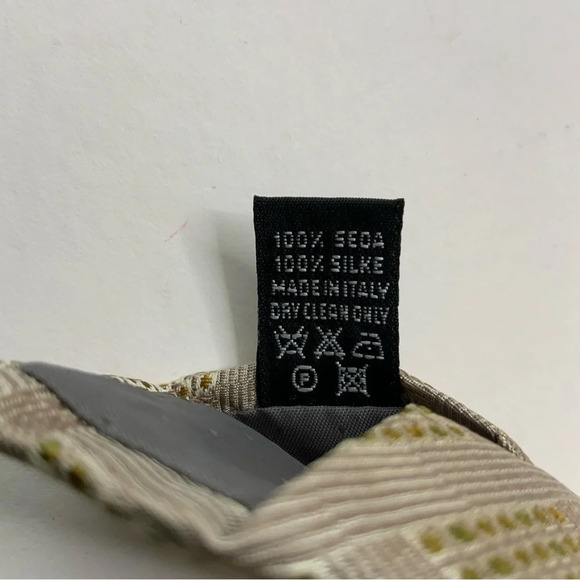 100% SEDA
100% SILKE
MADE IN ITALY
DRY CLEAN ONLY
P